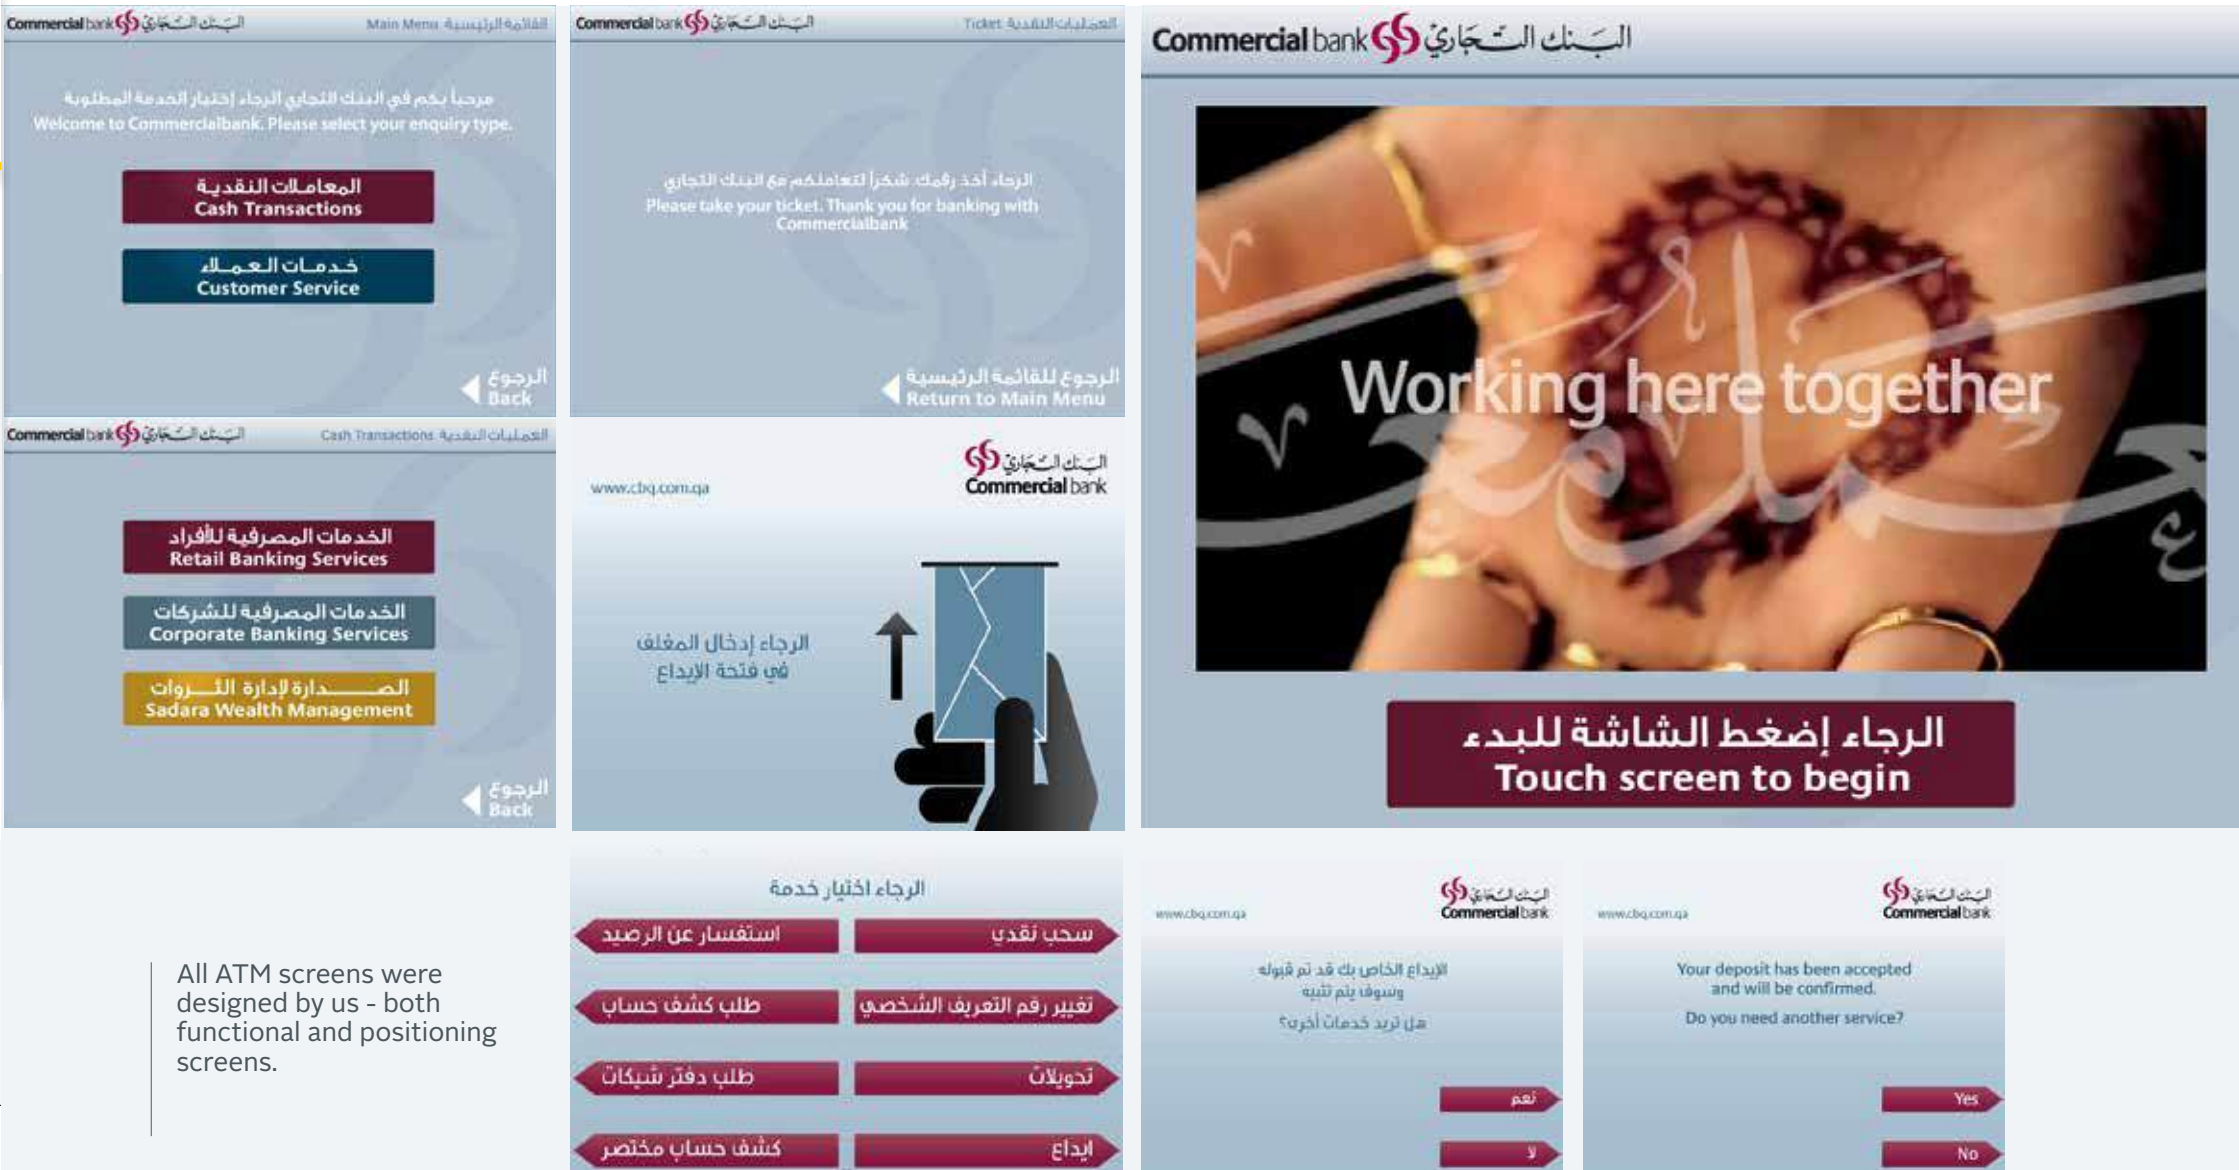 Commercial bank البنك التجاري
Main Menu القائمة الرئيسية
مرحباً بكم في البنك التجاري الرجاء إختيار الخدمة المطلوبة
Welcome to Commercialbank. Please select your enquiry type.
المعاملات النقدية
Cash Transactions
خدمات العملاء
Customer Service
الرجوع
Back
Commercial bank البنك التجاري
Ticket العمليات النقدية
الرجاء أخذ رقمك. شكراً لتعاملكم مع البنك التجاري
Please take your ticket. Thank you for banking with
Commercialbank
الرجوع للقائمة الرئيسية
Return to Main Menu
Commercial bank البنك التجاري
Working here together
الرجاء إضغط الشاشة للبدء
Touch screen to begin
Commercial bank البنك التجاري
Cash Transactions العمليات النقدية
الخدمات المصرفية للأفراد
Retail Banking Services
الخدمات المصرفية للشركات
Corporate Banking Services
الصدارة لإدارة الثروات
Sadara Wealth Management
الرجوع
Back
www.cbq.com.qa
البنك التجاري
Commercial bank
الرجاء إدخال المغلف
في فتحة الإيداع
All ATM screens were
designed by us - both
functional and positioning
screens.
الرجاء اختيار خدمة
سحب نقدي
استفسار عن الرصيد
تغيير رقم التعريف الشخصي
طلب كشف حساب
تحويلات
طلب دفتر شيكات
ايداع
كشف حساب مختصر
www.cbq.com.qa
البنك التجاري
Commercial bank
الإيداع الخاص بك قد تم قبوله
وسوف يتم تثبيته
هل تريد خدمات أخرى؟
نعم
لا
www.cbq.com.qa
البنك التجاري
Commercial bank
Your deposit has been accepted
and will be confirmed.
Do you need another service?
Yes
No